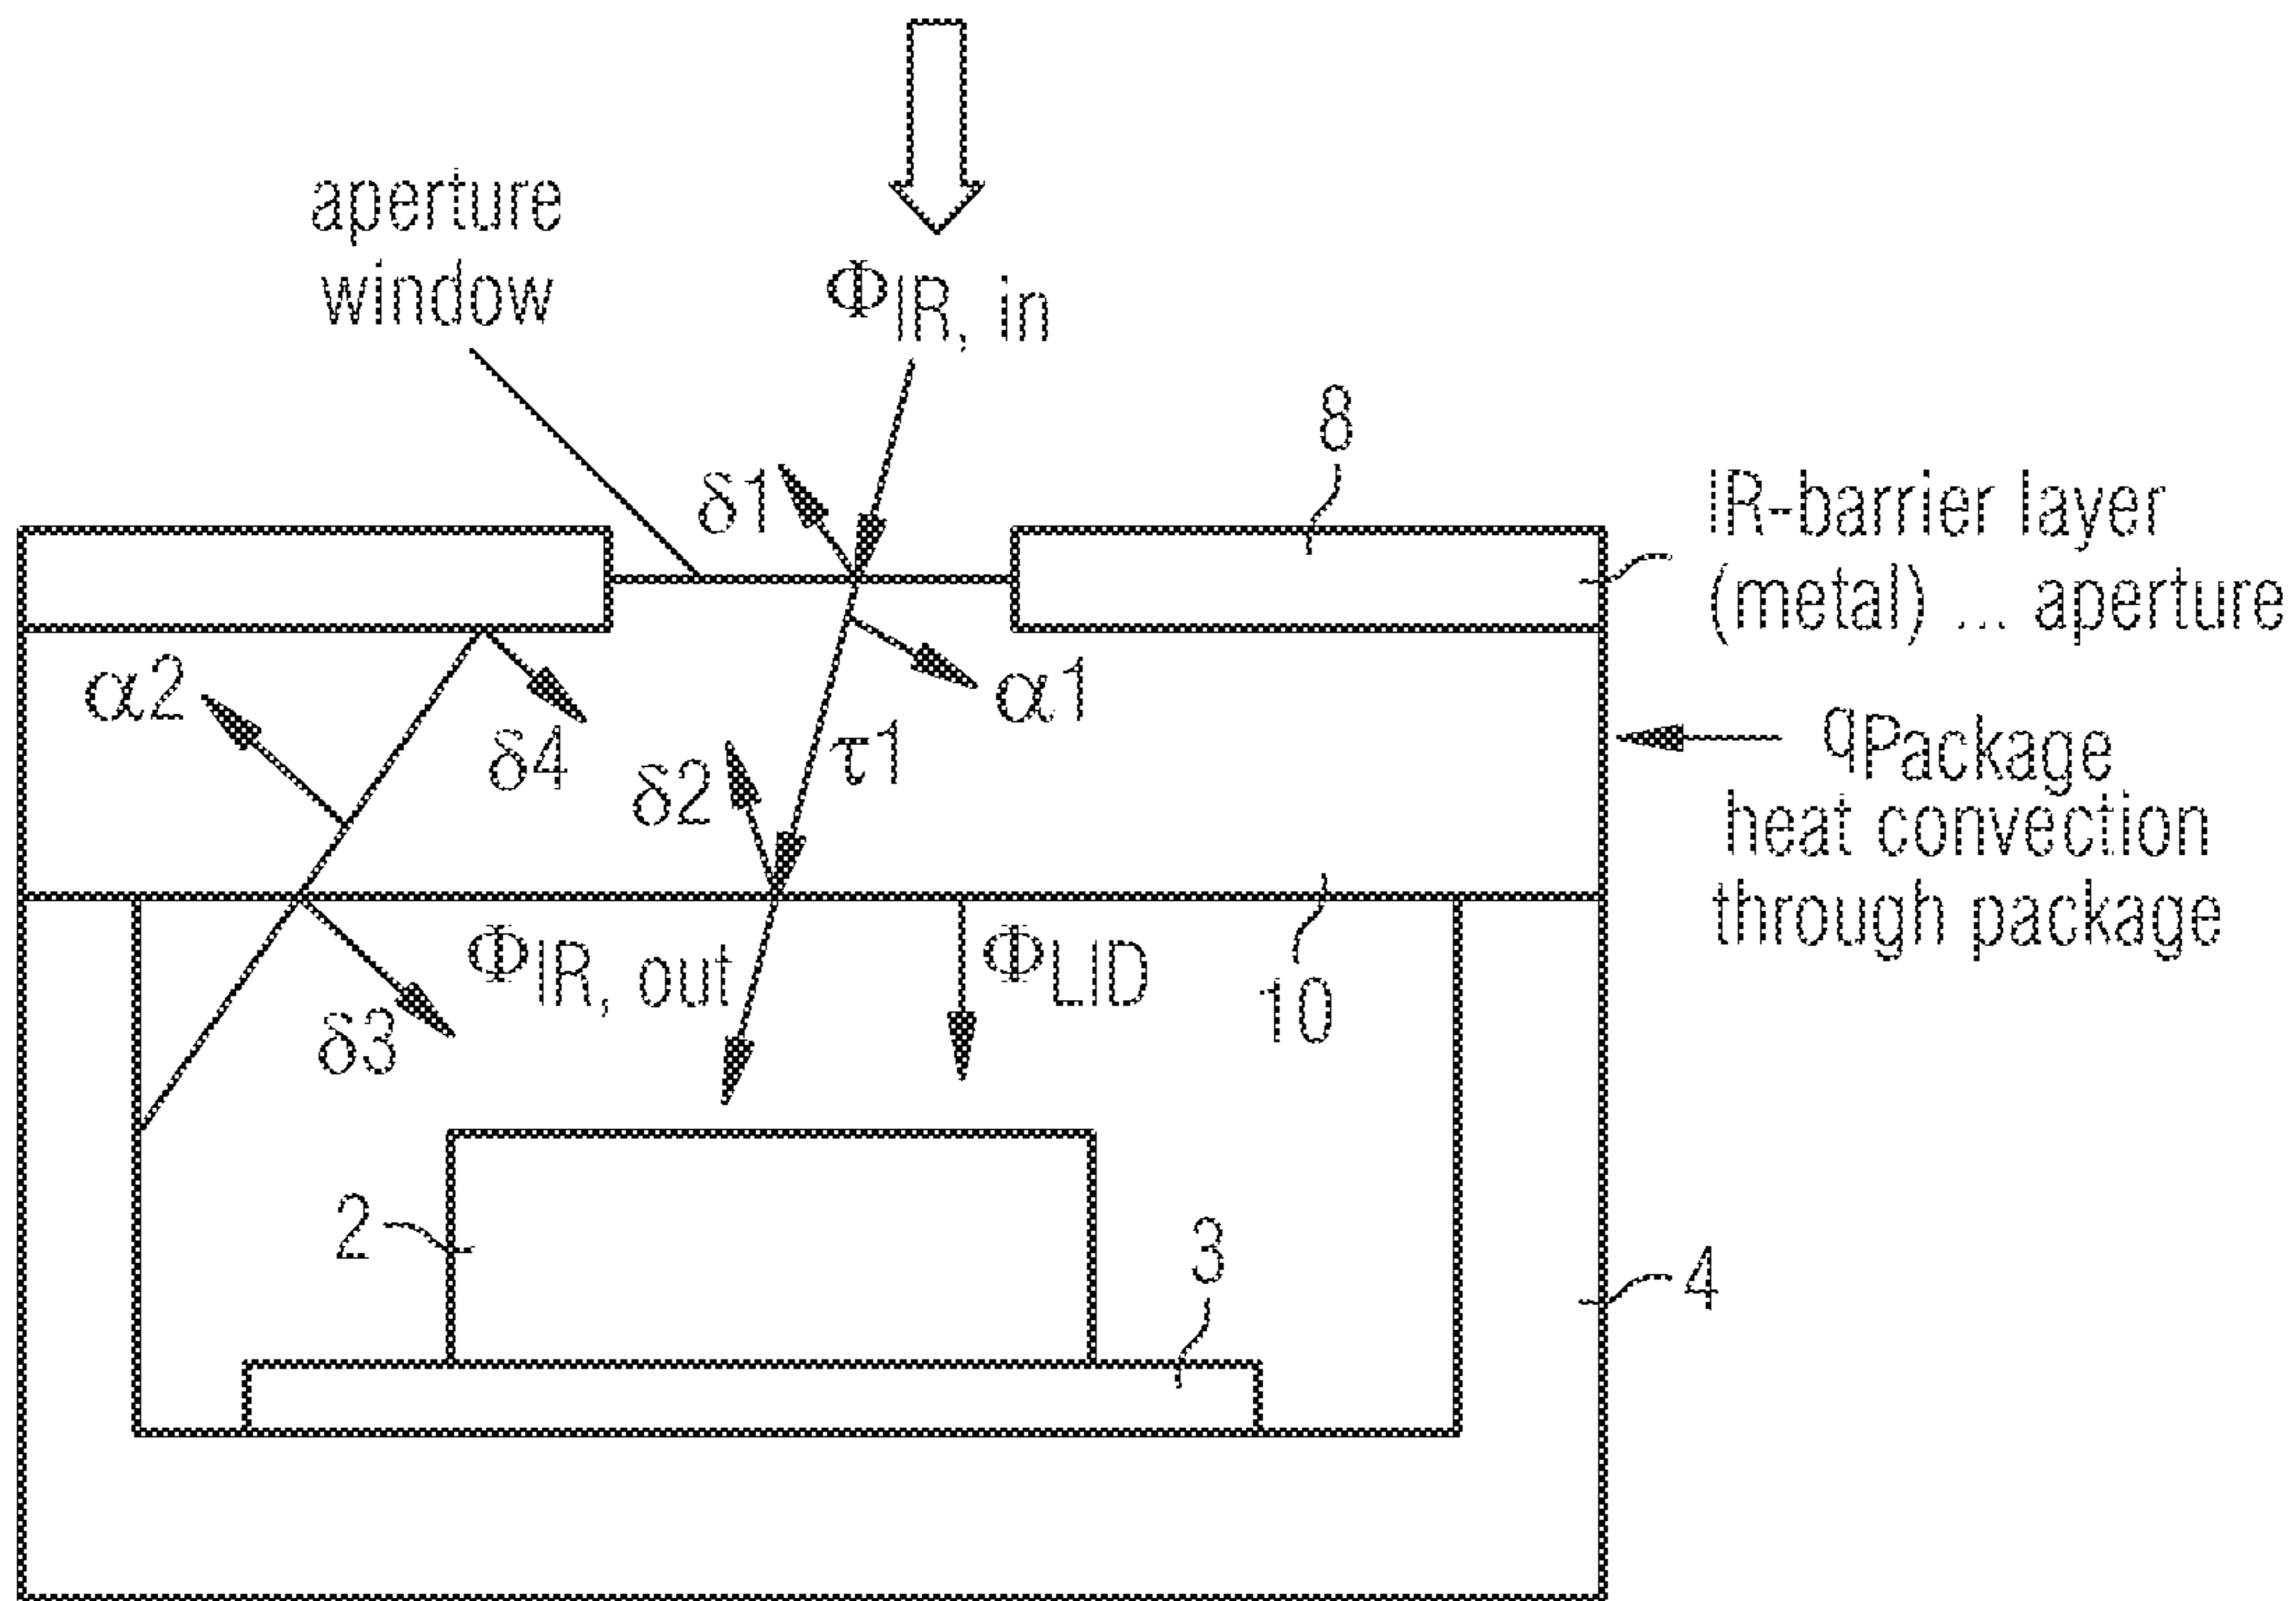 aperture
window
ΦIR, in
8
δ1
IR-barrier layer
(metal) ... aperture
α2
δ4
α1
τ1
δ2
qPackage
heat convection
through package
ΦIR, out
ΦLID
10
δ3
2
3
4